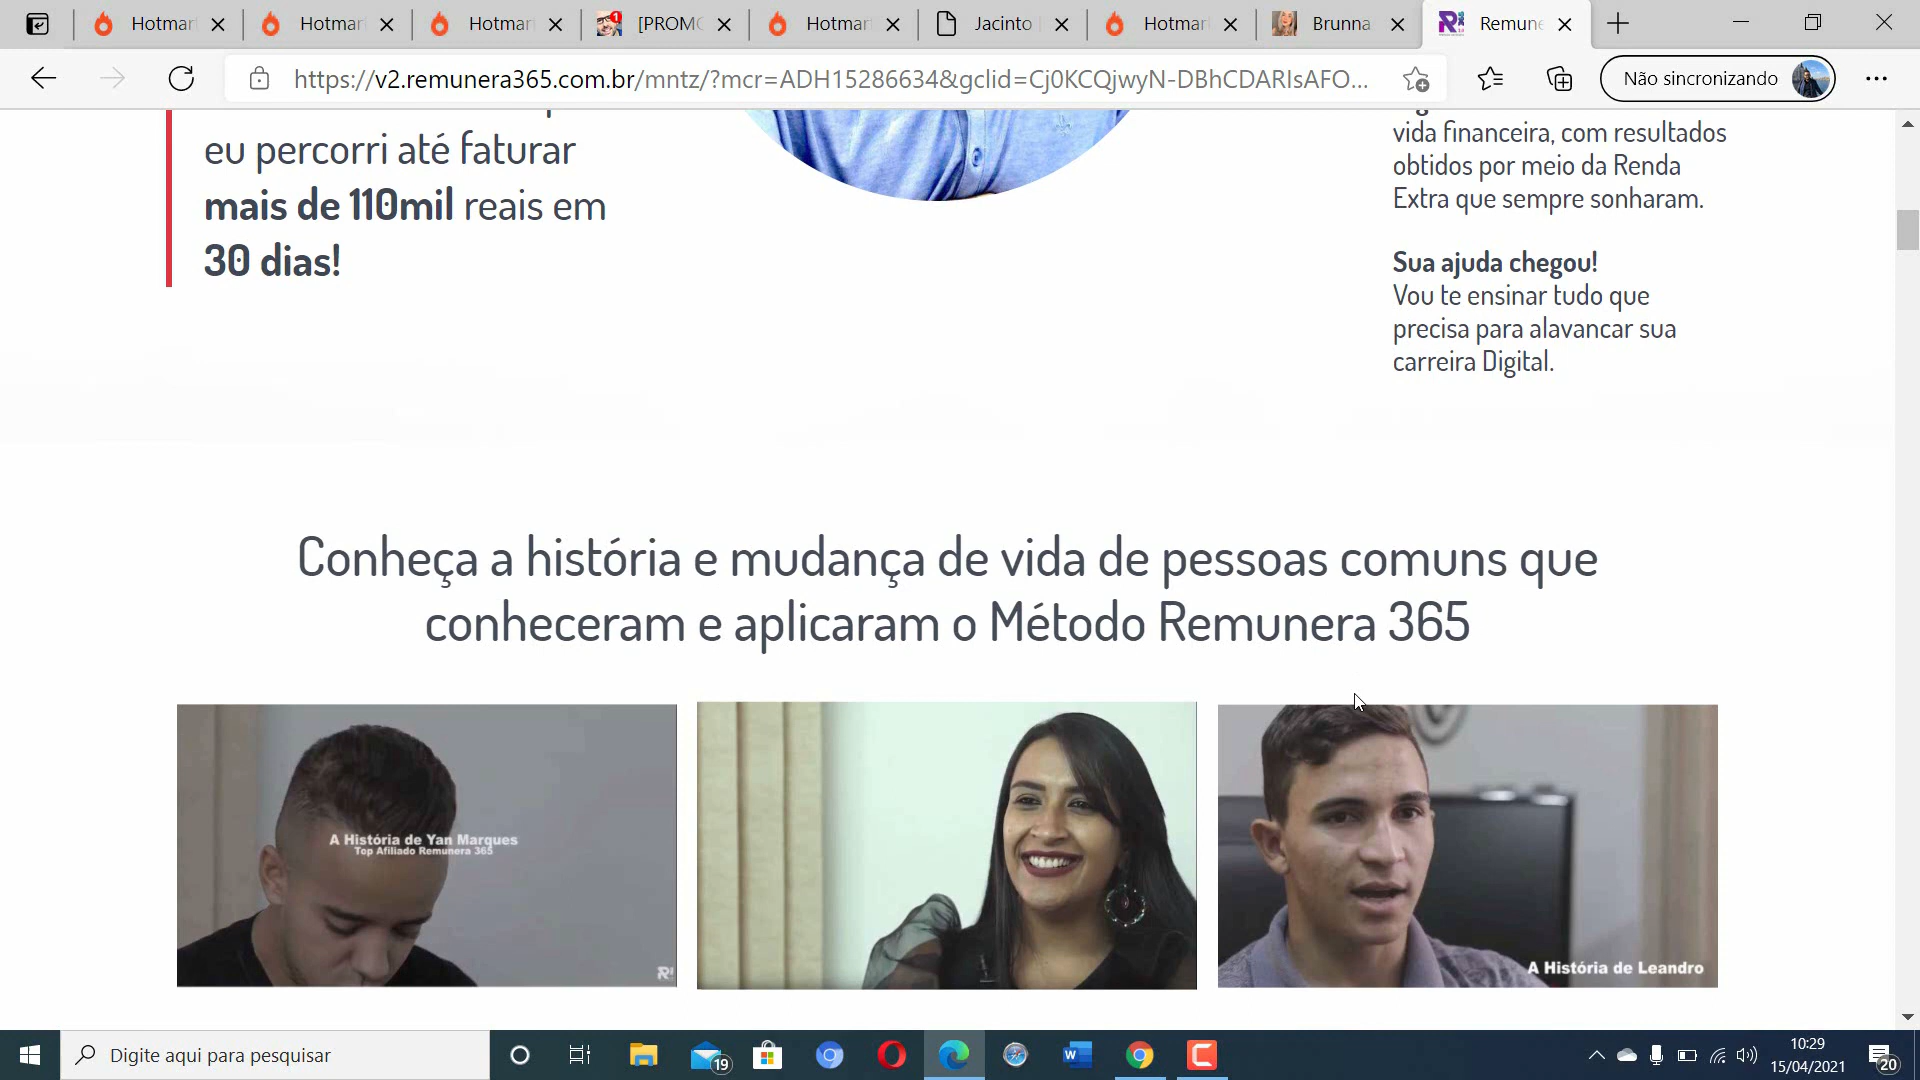 Hotmar
Hotmar
Hotmar
[PROMO
Hotmar
Jacinto
Hotmar
Brunna
Remune
https://v2.remunera365.com.br/mntz/?mcr=ADH15286634&gclid=Cj0KCQjwyN-DBhCDARIsAFO...
Não sincronizando
eu percorri até faturar
mais de 110mil reais em
30 dias!
vida financeira, com resultados
obtidos por meio da Renda
Extra que sempre sonharam.
Sua ajuda chegou!
Vou te ensinar tudo que
precisa para alavancar sua
carreira Digital.
Conheça a história e mudança de vida de pessoas comuns que
conheceram e aplicaram o Método Remunera 365
A História de Yan Marques
Top Afiliado Remunera 365
A História de Leandro
Digite aqui para pesquisar
19
10:29
15/04/2021
20